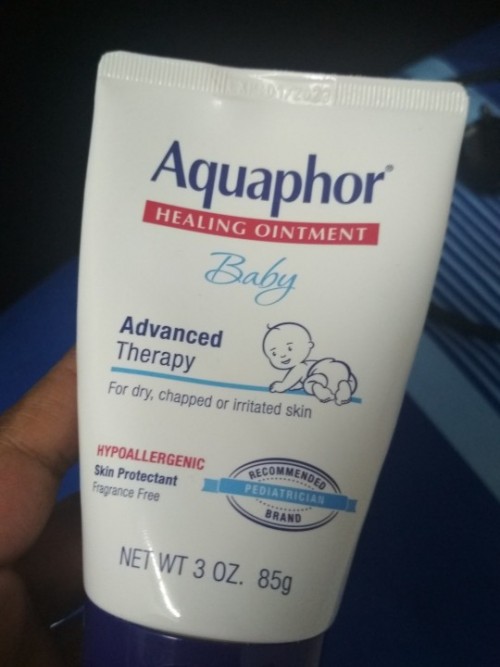 Aquaphor®
HEALING OINTMENT
Baby
Advanced
Therapy
For dry, chapped or irritated skin
HYPOALLERGENIC
Skin Protectant
Fragrance Free
RECOMMENDED
PEDIATRICIAN
BRAND
NET WT 3 OZ. 85g